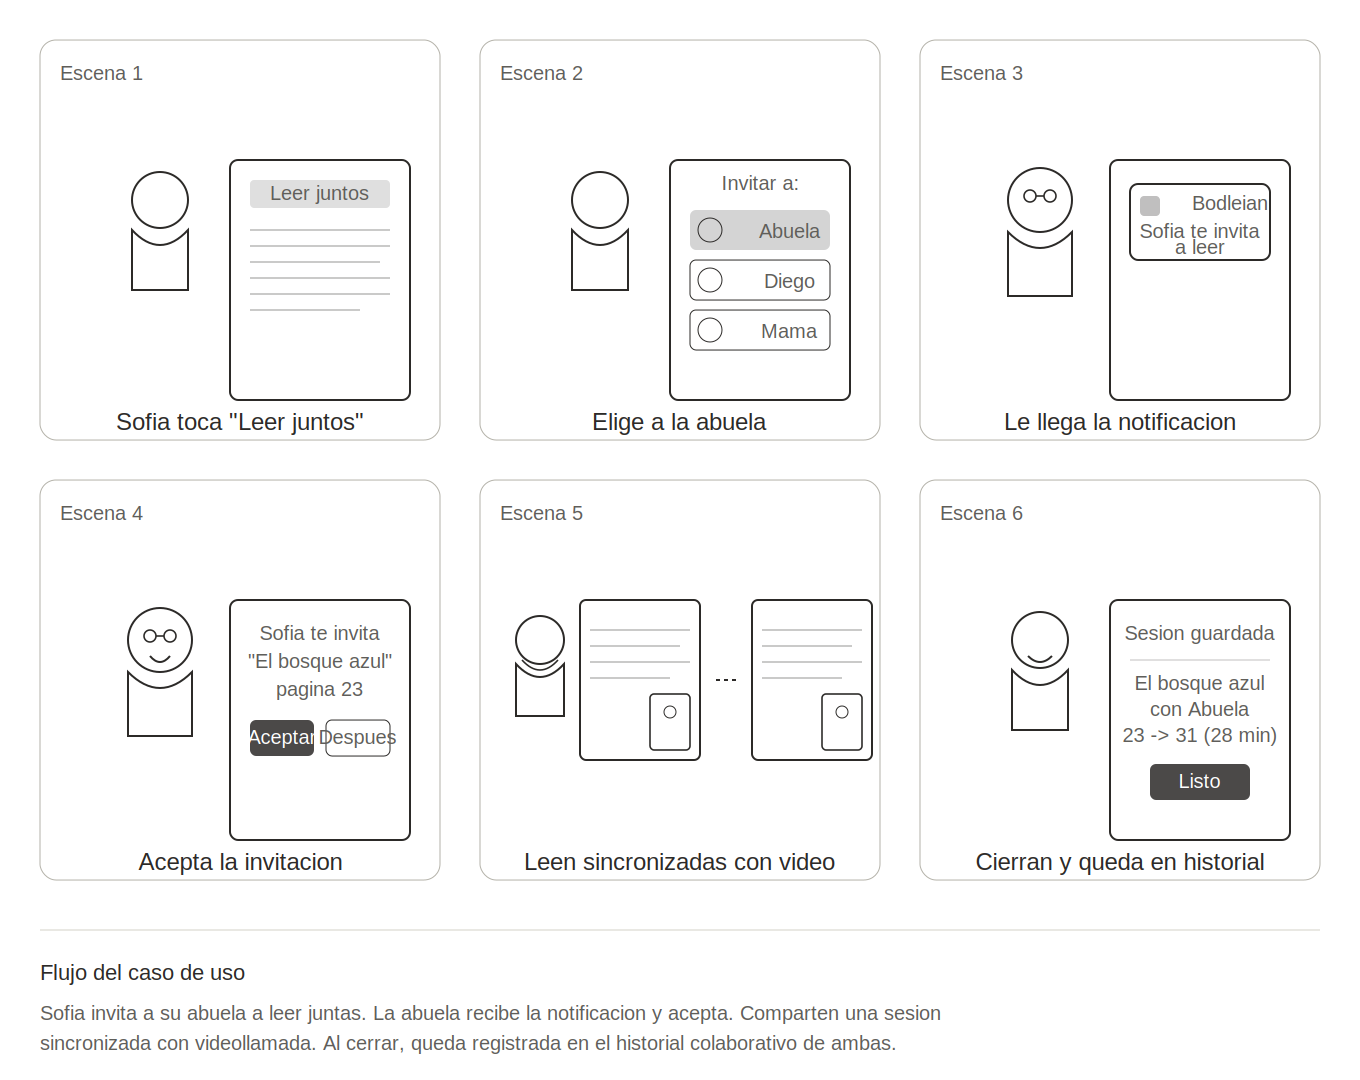 Escena 1
Leer juntos
Sofia toca "Leer juntos"
Escena 2
Invitar a:
Abuela
Diego
Mama
Elige a la abuela
Escena 3
Bodleian
Sofia te invita
a leer
Le llega la notificacion
Escena 4
Sofia te invita
"El bosque azul"
pagina 23
Aceptar
Despues
Acepta la invitacion
Escena 5
Leen sincronizadas con video
Escena 6
Sesion guardada
El bosque azul
con Abuela
23 -> 31 (28 min)
Listo
Cierran y queda en historial
Flujo del caso de uso
Sofia invita a su abuela a leer juntas. La abuela recibe la notificacion y acepta. Comparten una sesion
sincronizada con videollamada. Al cerrar, queda registrada en el historial colaborativo de ambas.